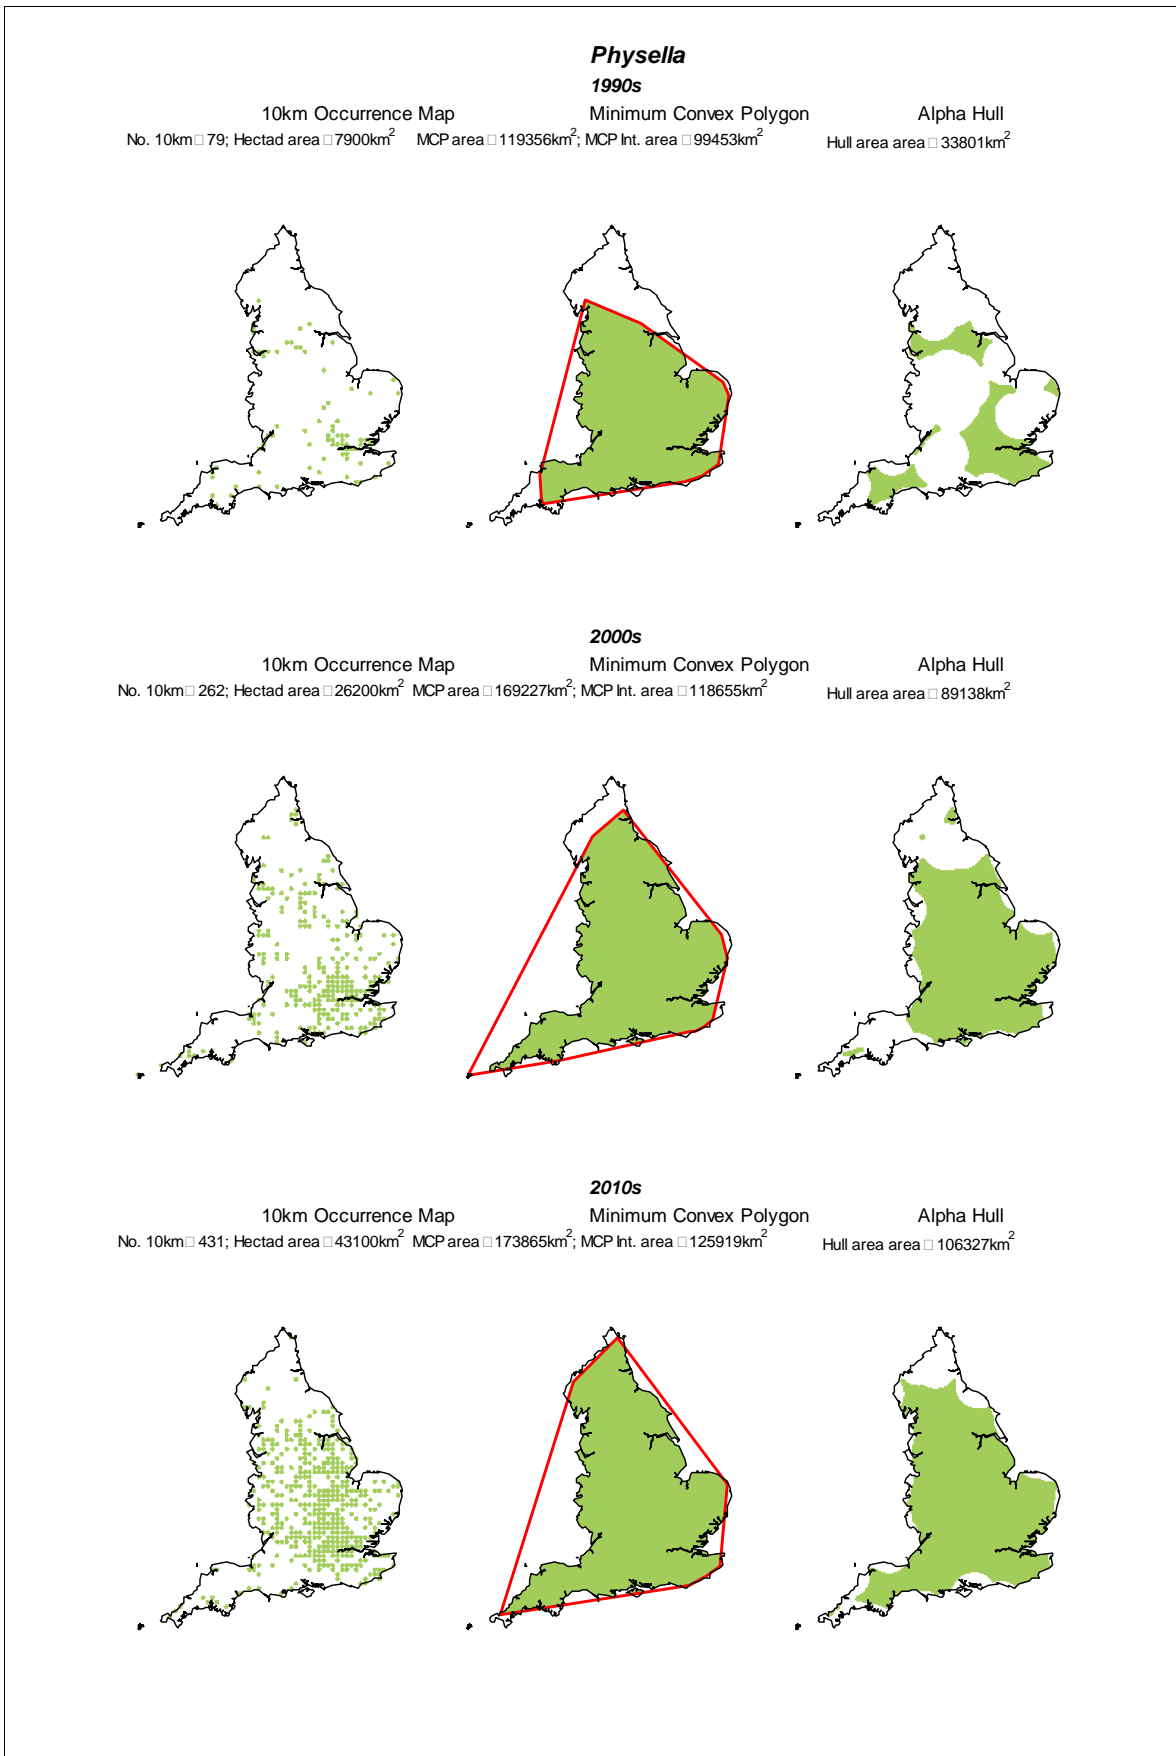 Physella
1990s
10km Occurrence Map Minimum Convex Polygon Alpha Hull
No. 10km□79; Hectad area□7900km² MCP area□119356km²; MCP Int. area□99453km² Hull area area□33801km²
2000s
10km Occurrence Map Minimum Convex Polygon Alpha Hull
No. 10km□262; Hectad area□26200km² MCP area□169227km²; MCP Int. area□118655km² Hull area area□89138km²
2010s
10km Occurrence Map Minimum Convex Polygon Alpha Hull
No. 10km□431; Hectad area□43100km² MCP area□173865km²; MCP Int. area□125919km² Hull area area□106327km²